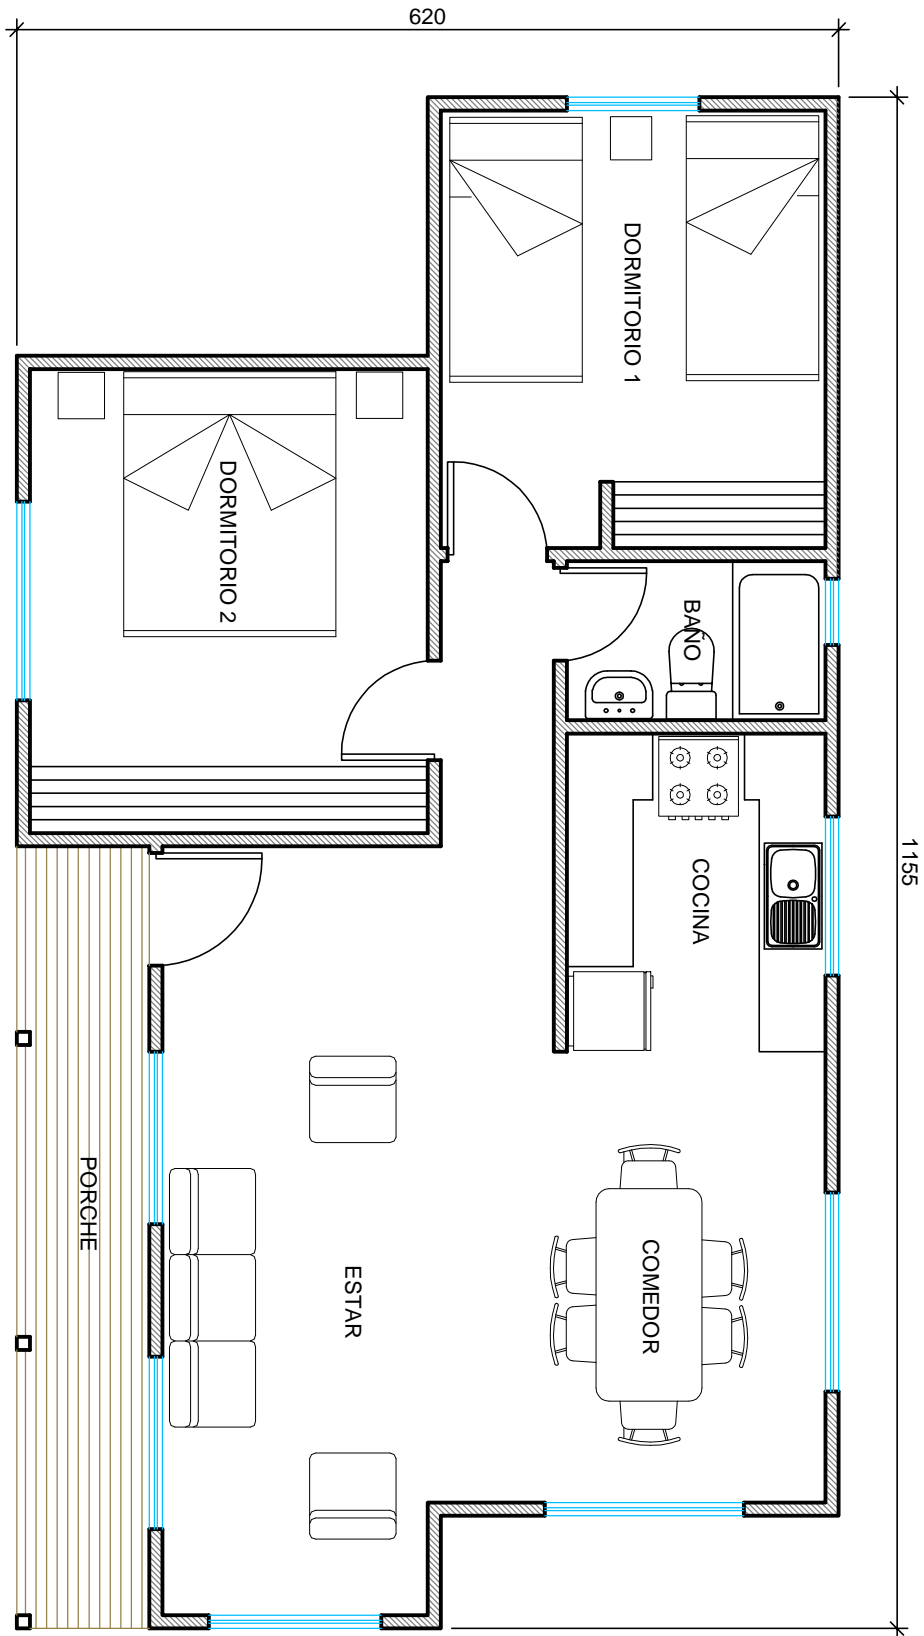 620
1155
DORMITORIO 1
DORMITORIO 2
BAÑO
COCINA
PORCHE
ESTAR
COMEDOR